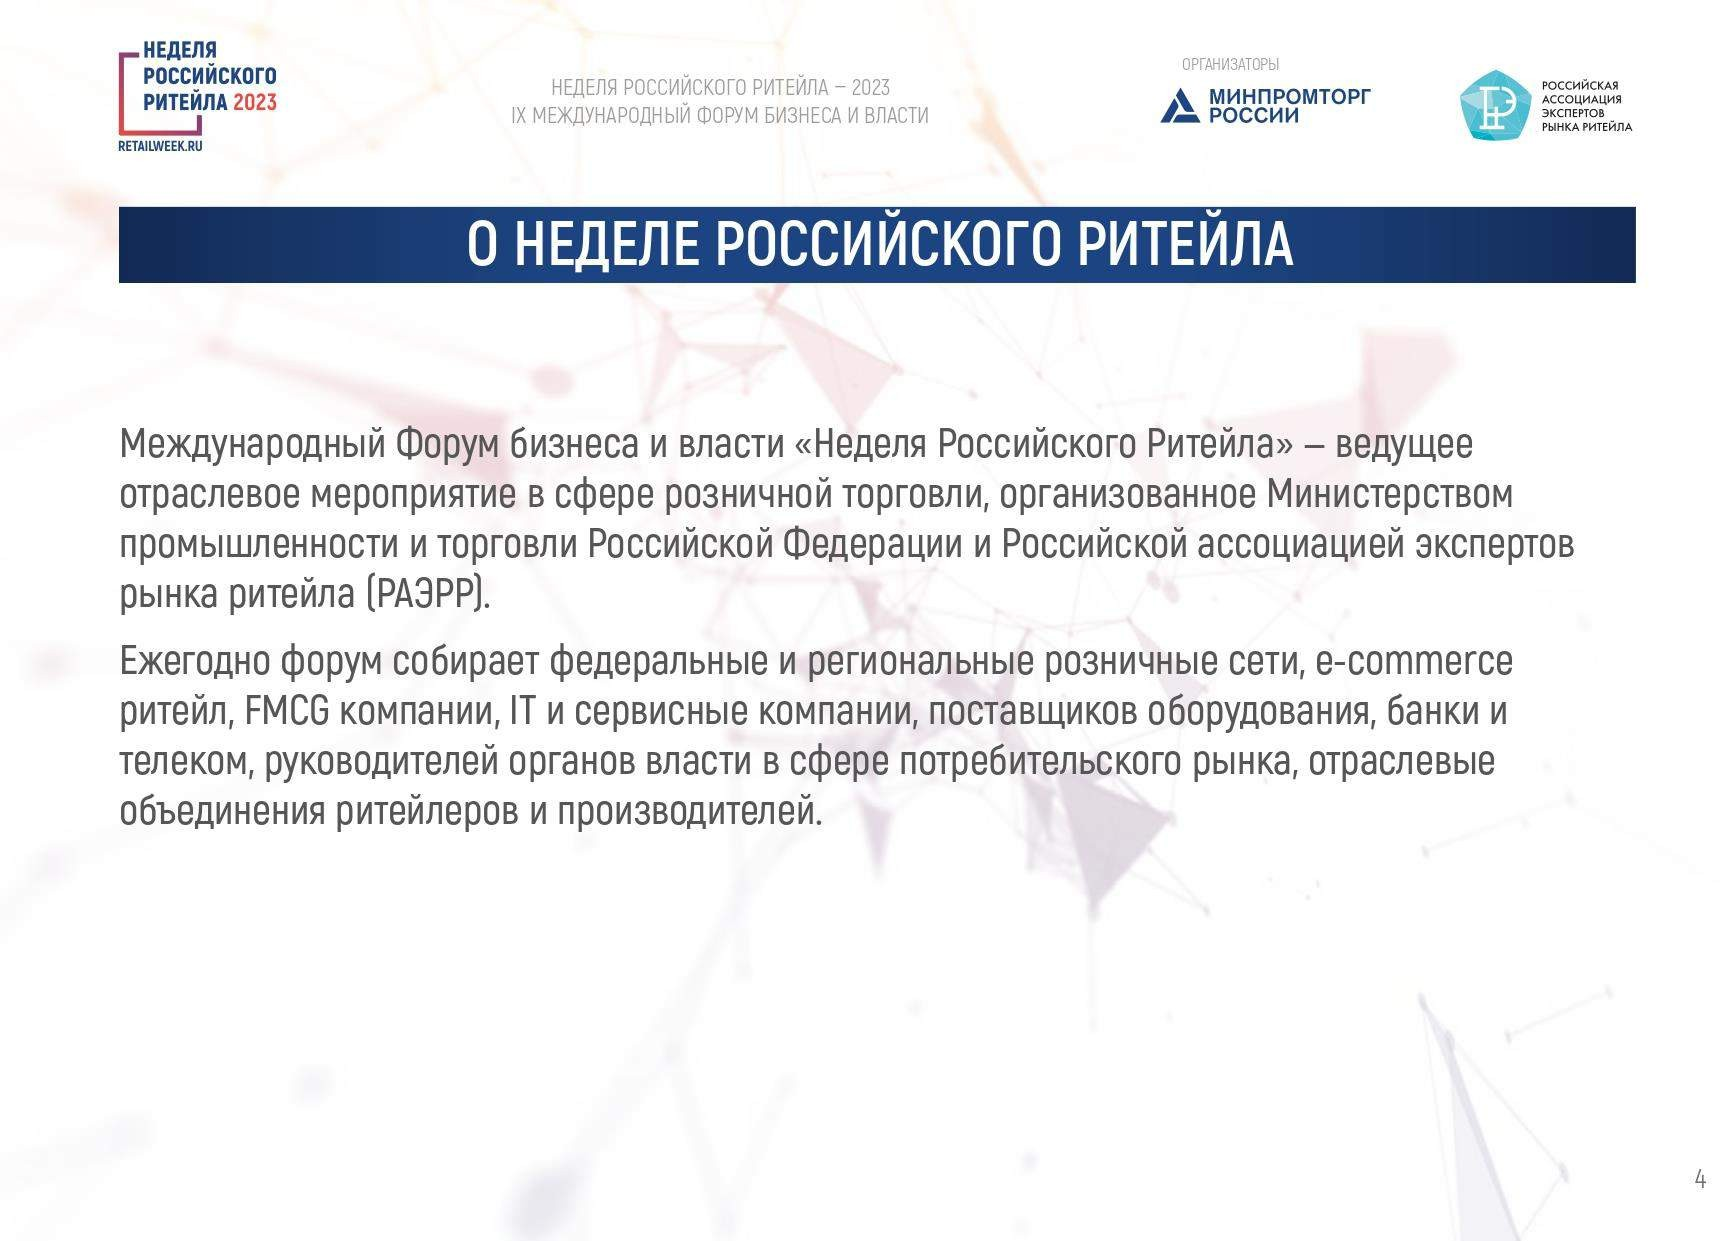 НЕДЕЛЯ
РОССИЙСКОГО
РИТЕЙЛА 2023
RETAILWEEK.RU
НЕДЕЛЯ РОССИЙСКОГО РИТЕЙЛА – 2023
IX МЕЖДУНАРОДНЫЙ ФОРУМ БИЗНЕСА И ВЛАСТИ
ОРГАНИЗАТОРЫ
МИНПРОМТОРГ
РОССИИ
РОССИЙСКАЯ
АССОЦИАЦИЯ
ЭКСПЕРТОВ
РЫНКА РИТЕЙЛА
О НЕДЕЛЕ РОССИЙСКОГО РИТЕЙЛА
Международный Форум бизнеса и власти «Неделя Российского Ритейла» – ведущее
отраслевое мероприятие в сфере розничной торговли, организованное Министерством
промышленности и торговли Российской Федерации и Российской ассоциацией экспертов
рынка ритейла (РАЭРР).
Ежегодно форум собирает федеральные и региональные розничные сети, e-commerce
ритейл, FMCG компании, IT и сервисные компании, поставщиков оборудования, банки и
телеком, руководителей органов власти в сфере потребительского рынка, отраслевые
объединения ритейлеров и производителей.
4